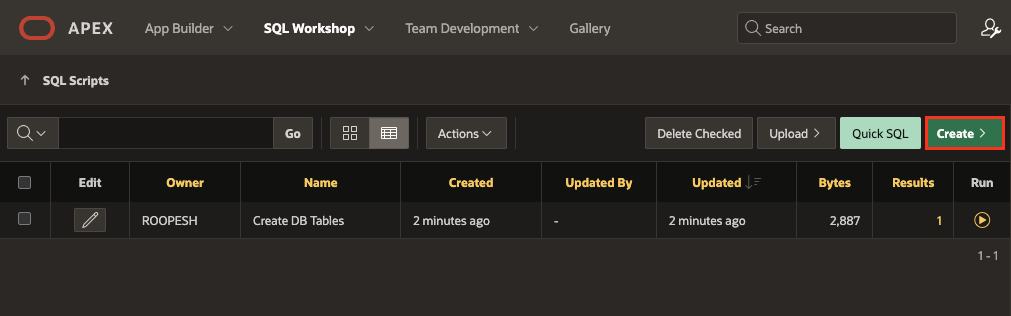 APEX App Builder SQL Workshop Team Development Gallery Search
SQL Scripts
Go Actions Delete Checked Upload Quick SQL Create
Edit Owner Name Created Updated By Updated Bytes Results Run
ROOPESH Create DB Tables 2 minutes ago - 2 minutes ago 2,887 1
1 - 1